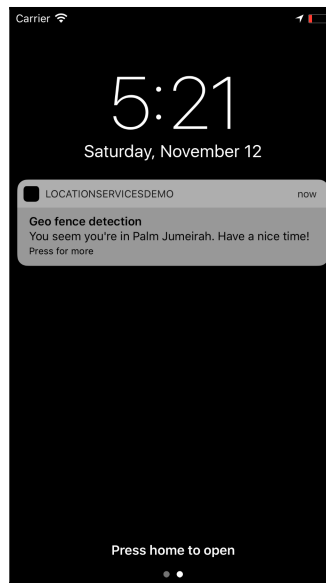 Carrier
5:21
Saturday, November 12
LOCATIONSERVICESDEMO now
Geo fence detection
You seem you're in Palm Jumeirah. Have a nice time!
Press for more
Press home to open